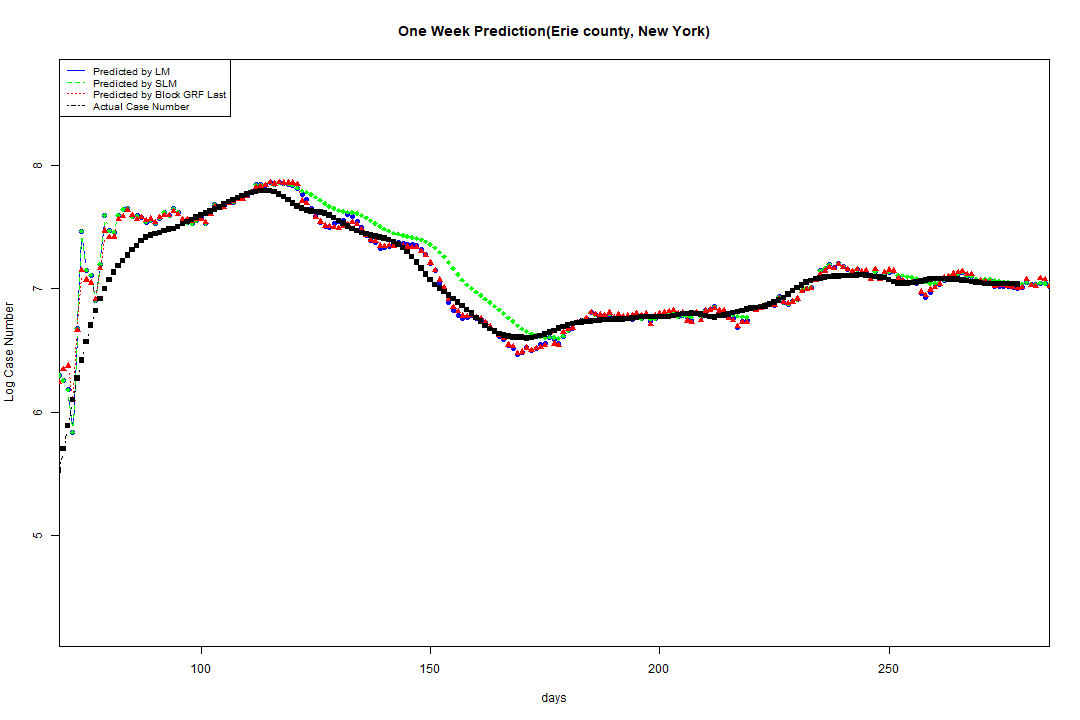 One Week Prediction(Erie county, New York)
Predicted by LM
Predicted by SLM
Predicted by Block GRF Last
Actual Case Number
8
7
6
5
Log Case Number
100 150 200 250
days